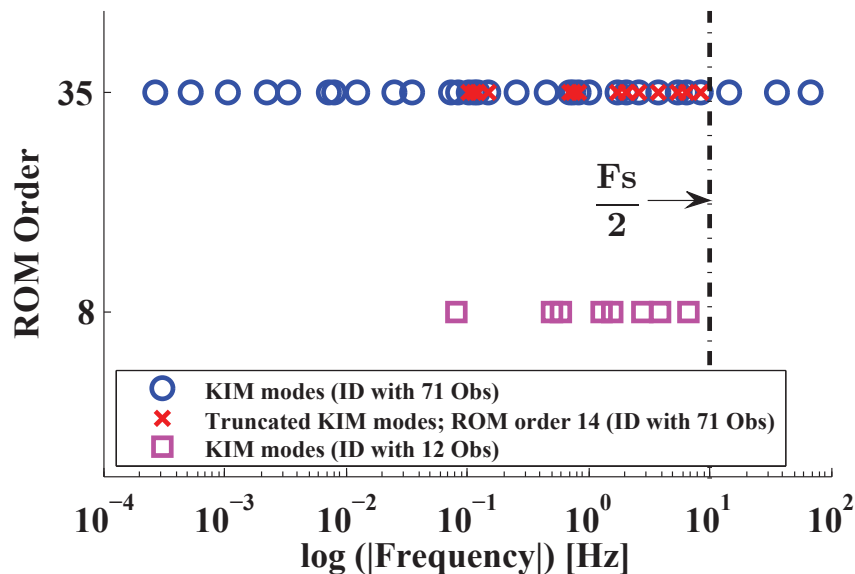 35
Fs
2
8
ROM Order
KIM modes (ID with 71 Obs)
Truncated KIM modes; ROM order 14 (ID with 71 Obs)
KIM modes (ID with 12 Obs)
10⁻⁴ 10⁻³ 10⁻² 10⁻¹ 10⁰ 10¹ 10²
log (|Frequency|) [Hz]